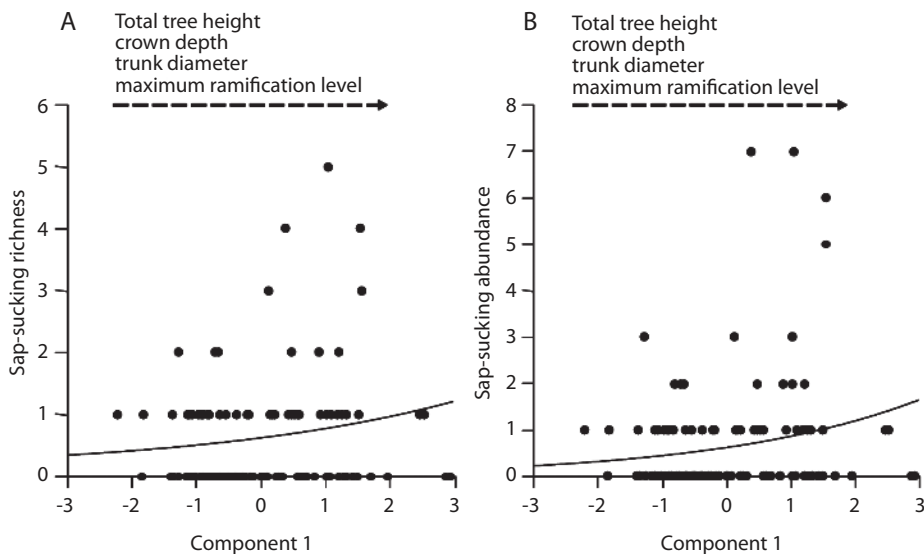 A
Total tree height
crown depth
trunk diameter
maximum ramification level
6
5
4
3
2
1
0
Sap-sucking richness
-3 -2 -1 0 1 2 3
Component 1
B
Total tree height
crown depth
trunk diameter
maximum ramification level
8
7
6
5
4
3
2
1
0
Sap-sucking abundance
-3 -2 -1 0 1 2 3
Component 1